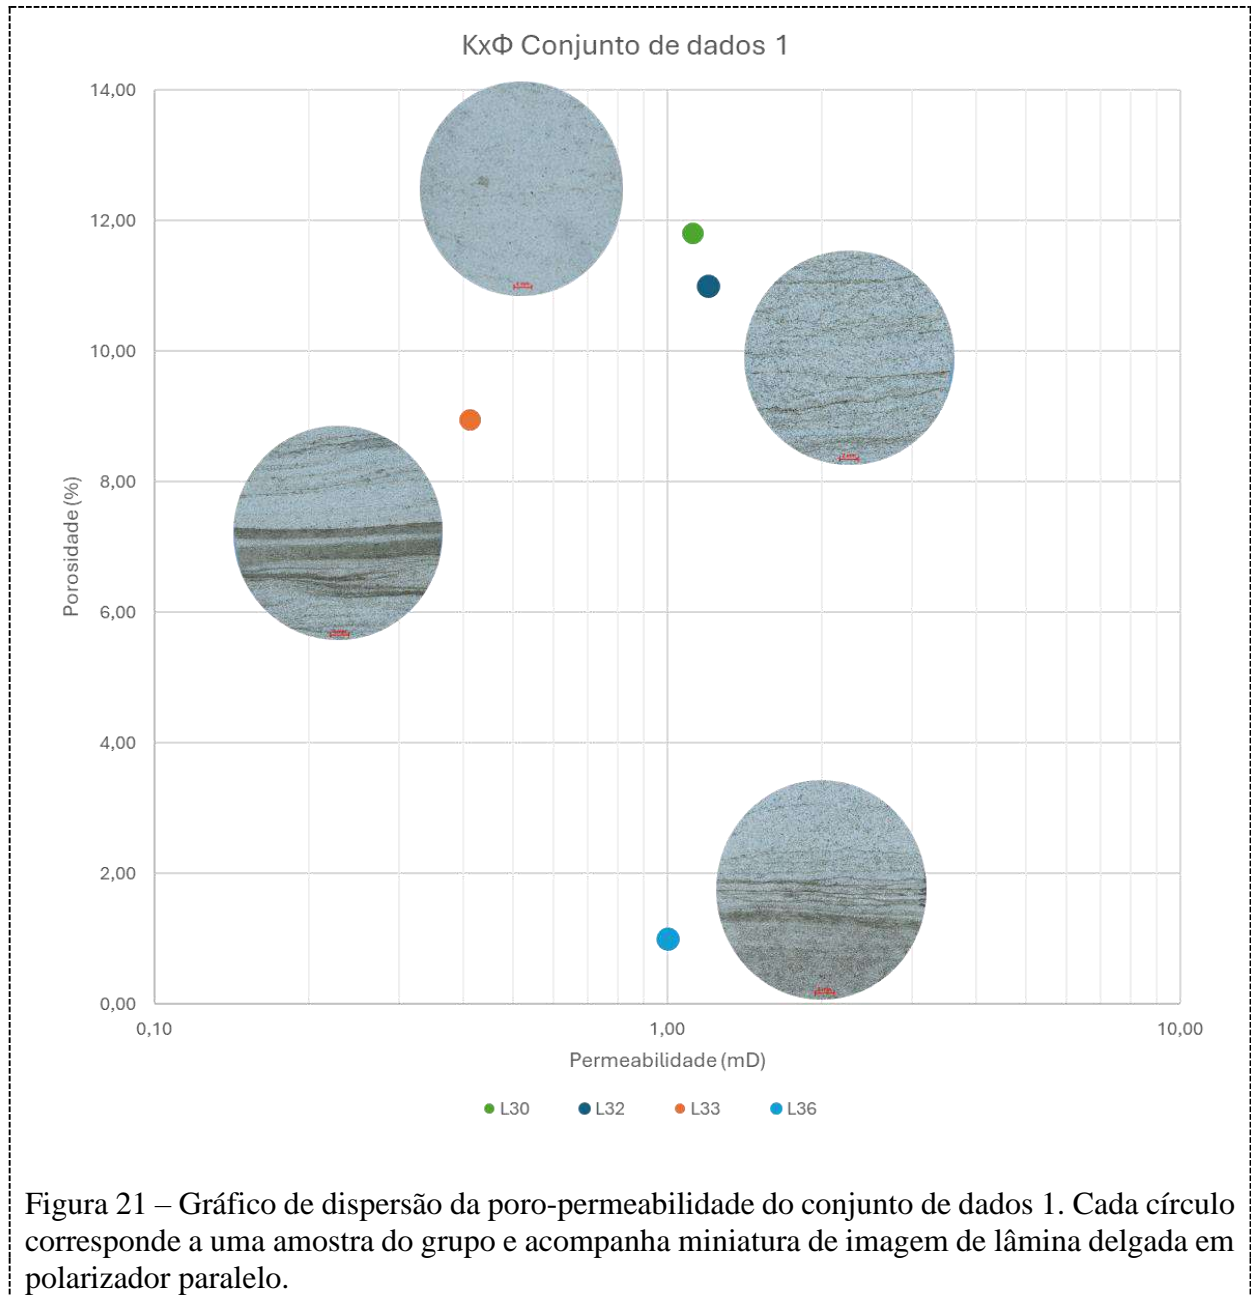 KxΦ Conjunto de dados 1
14,00
12,00
10,00
8,00
6,00
4,00
2,00
0,00
Porosidade (%)
0,10
1,00
10,00
Permeabilidade (mD)
L30
L32
L33
L36
Figura 21 – Gráfico de dispersão da poro-permeabilidade do conjunto de dados 1. Cada círculo
corresponde a uma amostra do grupo e acompanha miniatura de imagem de lâmina delgada em
polarizador paralelo.